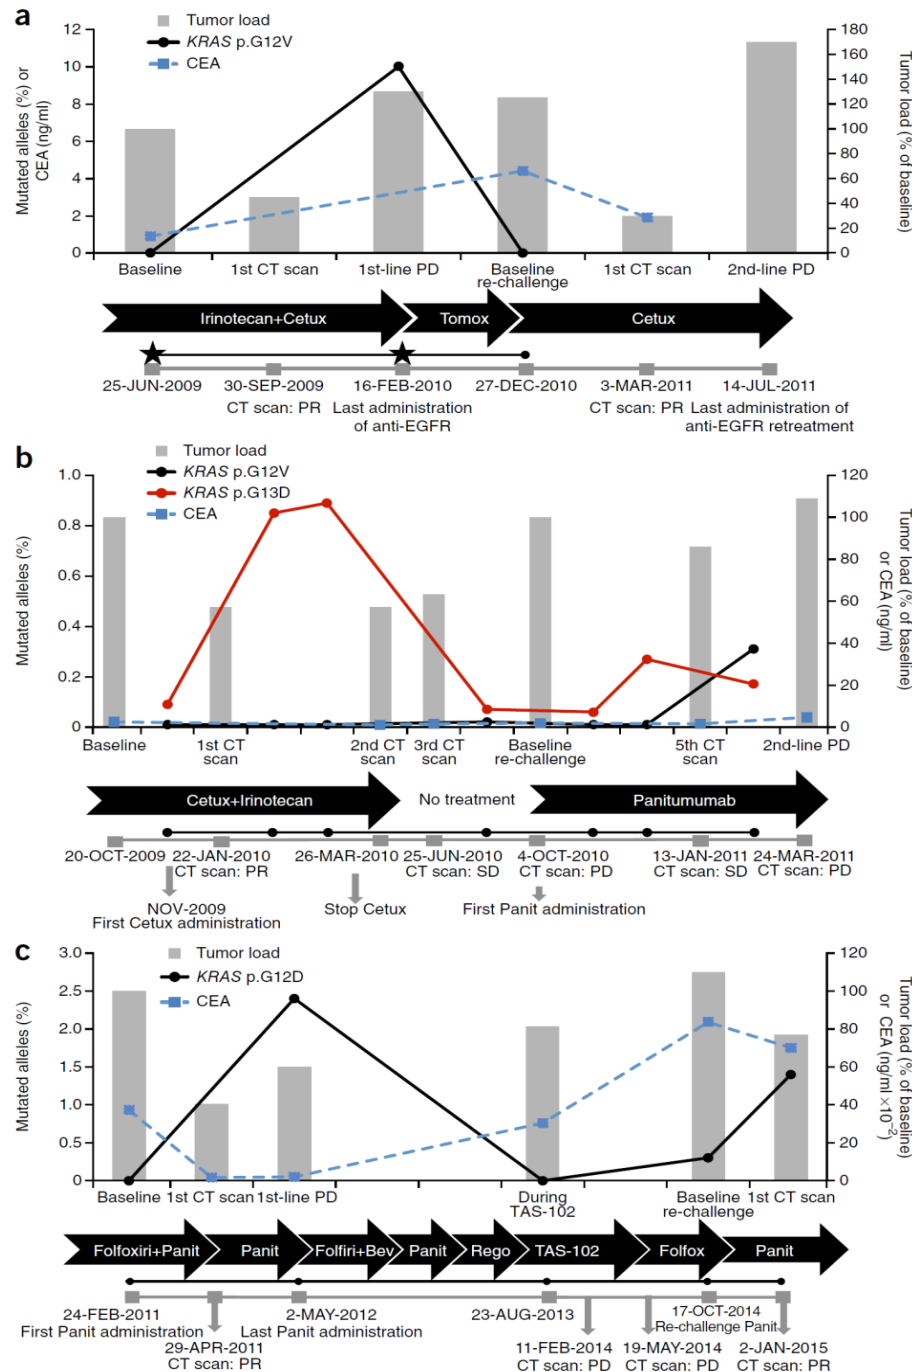 a
Tumor load
KRAS p.G12V
CEA
Mutated alleles (%) or
CEA (ng/ml)
12
10
8
6
4
2
0
180
160
140
120
100
80
60
40
20
0
Tumor load (% of baseline)
Baseline
1st CT scan
1st-line PD
Baseline
re-challenge
1st CT scan
2nd-line PD
Irinotecan+Cetux
Tomox
Cetux
25-JUN-2009
30-SEP-2009
CT scan: PR
16-FEB-2010
Last administration
of anti-EGFR
27-DEC-2010
3-MAR-2011
CT scan: PR
14-JUL-2011
Last administration of
anti-EGFR retreatment
b
Tumor load
KRAS p.G12V
KRAS p.G13D
CEA
Mutated alleles (%)
1.0
0.8
0.6
0.4
0.2
0
120
100
80
60
40
20
0
Tumor load (% of baseline)
or CEA (ng/ml)
Baseline
1st CT
scan
2nd CT
scan
3rd CT
scan
Baseline
re-challenge
5th CT
scan
2nd-line PD
Cetux+Irinotecan
No treatment
Panitumumab
20-OCT-2009
22-JAN-2010
CT scan: PR
26-MAR-2010
25-JUN-2010
CT scan: SD
4-OCT-2010
CT scan: PD
13-JAN-2011
CT scan: SD
24-MAR-2011
CT scan: PD
NOV-2009
First Cetux administration
Stop Cetux
First Panit administration
c
Tumor load
KRAS p.G12D
CEA
Mutated alleles (%)
3.0
2.5
2.0
1.5
1.0
0.5
0
120
100
80
60
40
20
0
Tumor load (% of baseline)
or CEA (ng/ml ×10⁻²)
Baseline
1st CT scan
1st-line PD
During
TAS-102
Baseline
re-challenge
1st CT scan
Folfoxiri+Panit
Panit
Folfiri+Bev
Panit
Rego
TAS-102
Folfox
Panit
24-FEB-2011
First Panit administration
29-APR-2011
CT scan: PR
2-MAY-2012
Last Panit administration
23-AUG-2013
11-FEB-2014
CT scan: PD
19-MAY-2014
CT scan: PD
17-OCT-2014
Re-challenge Panit
2-JAN-2015
CT scan: PR